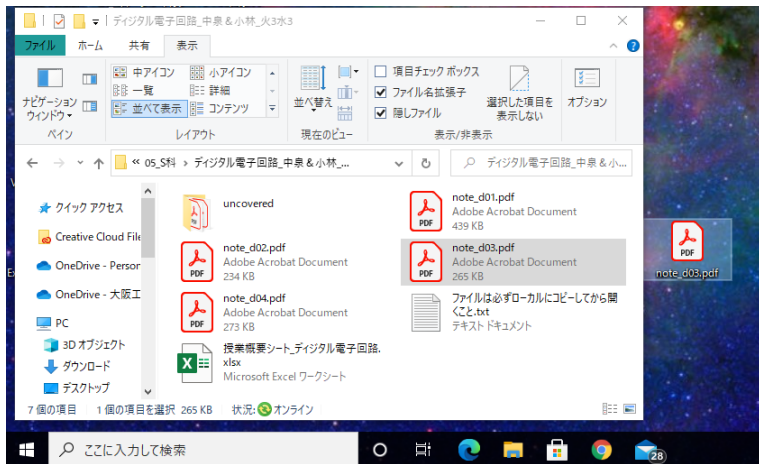 ディジタル電子回路_中泉＆小林_火3水3
ファイル ホーム 共有 表示
ナビゲーション
ウィンドウ
ペイン
中アイコン 小アイコン
一覧 詳細
並べて表示 コンテンツ
レイアウト
並べ替え
現在のビュー
項目チェック ボックス
ファイル名拡張子
隠しファイル
選択した項目を
表示しない
表示/非表示
オプション
« 05_S科 › ディジタル電子回路_中泉＆小林_...
ディジタル電子回路_中泉＆小...
クイック アクセス
Creative Cloud File
OneDrive - Person
OneDrive - 大阪工
PC
3D オブジェクト
ダウンロード
デスクトップ
uncovered
note_d01.pdf
Adobe Acrobat Document
439 KB
note_d02.pdf
Adobe Acrobat Document
234 KB
note_d03.pdf
Adobe Acrobat Document
265 KB
note_d04.pdf
Adobe Acrobat Document
273 KB
ファイルは必ずローカルにコピーしてから開
くこと.txt
テキスト ドキュメント
授業概要シート_ディジタル電子回路.
xlsx
Microsoft Excel ワークシート
7 個の項目 1 個の項目を選択 265 KB 状況: オンライン
PDF
note_d03.pdf
ここに入力して検索
28